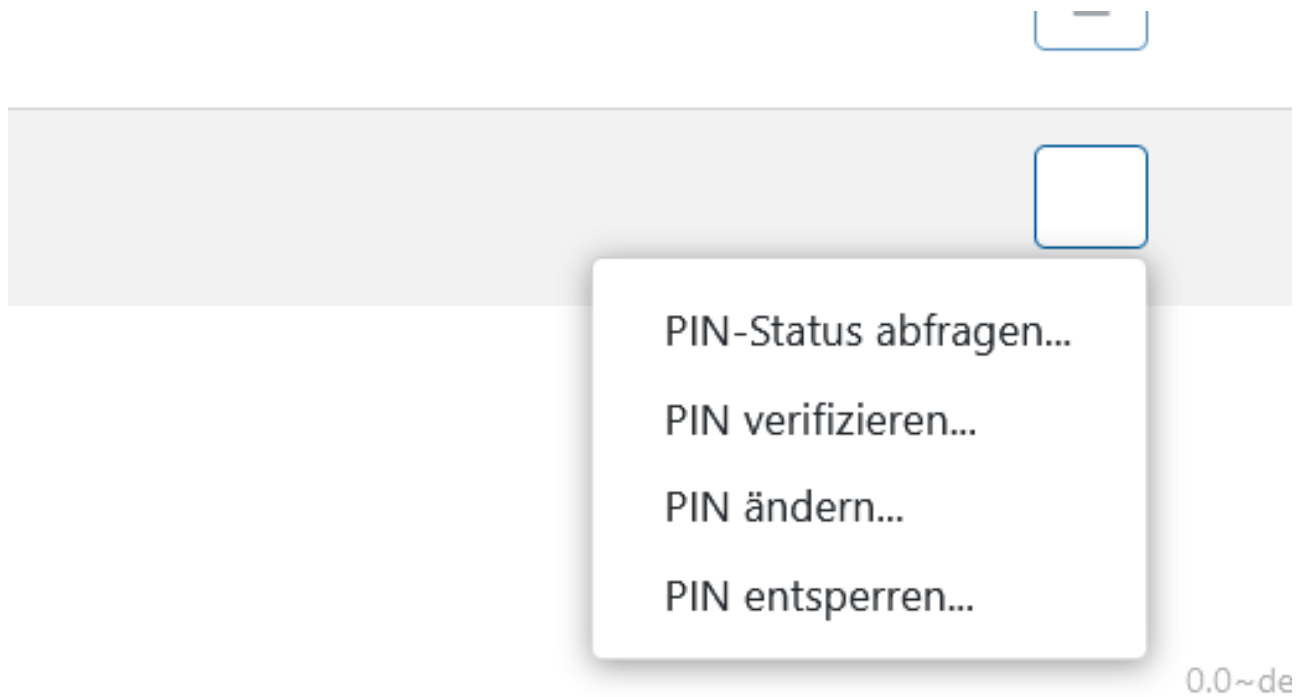 PIN-Status abfragen...
PIN verifizieren...
PIN ändern...
PIN entsperren...
0.0~de